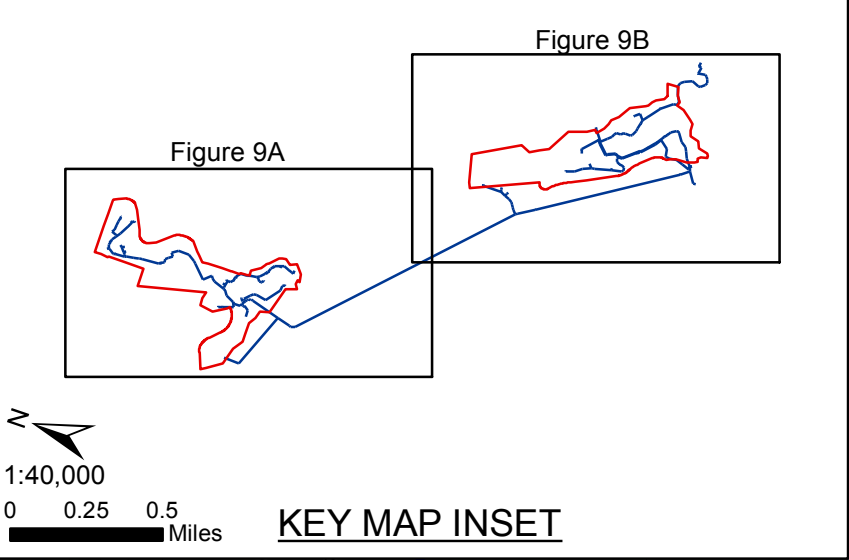 Figure 9B
Figure 9A
N
1:40,000
0 0.25 0.5
Miles
KEY MAP INSET